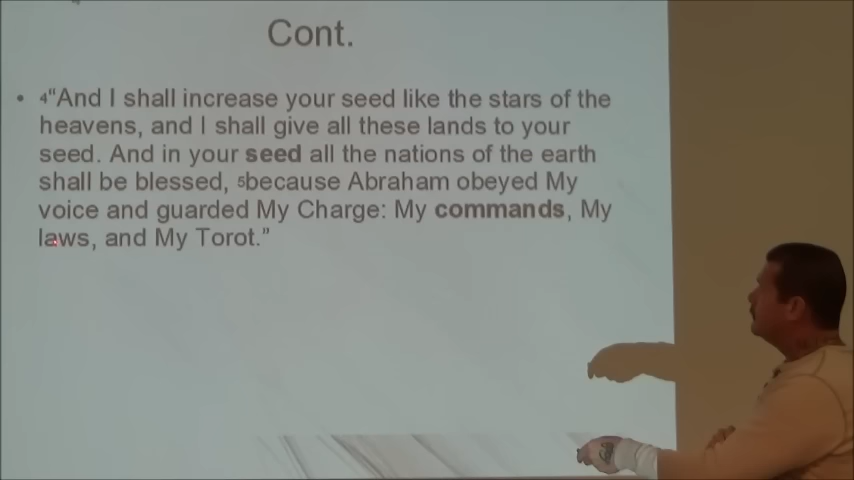 Cont.
• 4"And I shall increase your seed like the stars of the
heavens, and I shall give all these lands to your
seed. And in your seed all the nations of the earth
shall be blessed, 5because Abraham obeyed My
voice and guarded My Charge: My commands, My
laws, and My Torot."